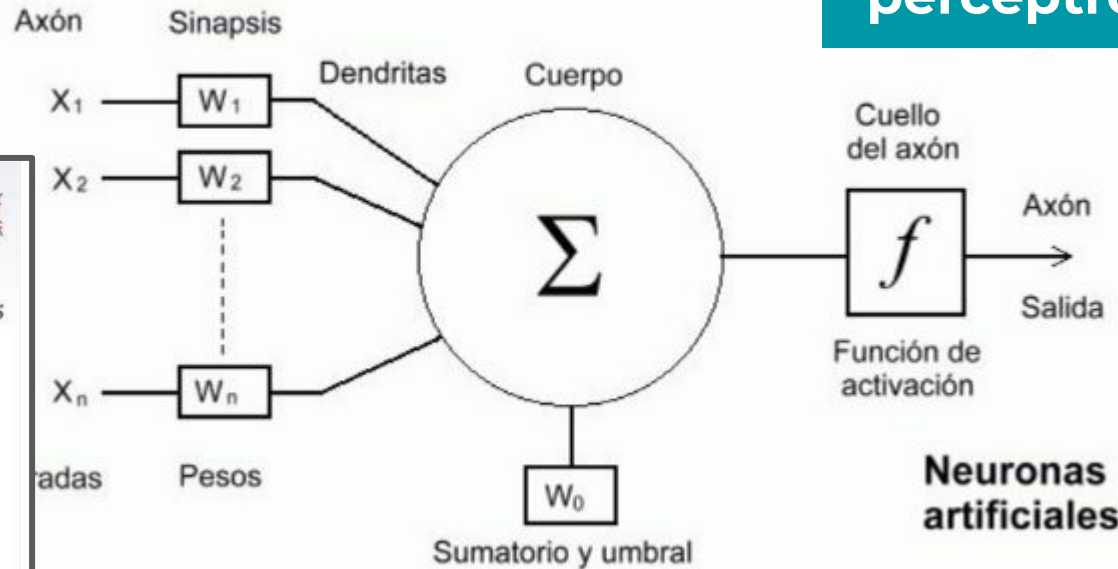 Axón
Sinapsis
Dendritas
Cuerpo
Cuello
del axón
X₁
W₁
X₂
W₂
Σ
f
Axón
Salida
Xₙ
Wₙ
Función de
activación
Pesos
W₀
Sumatorio y umbral
Neuronas
artificiales